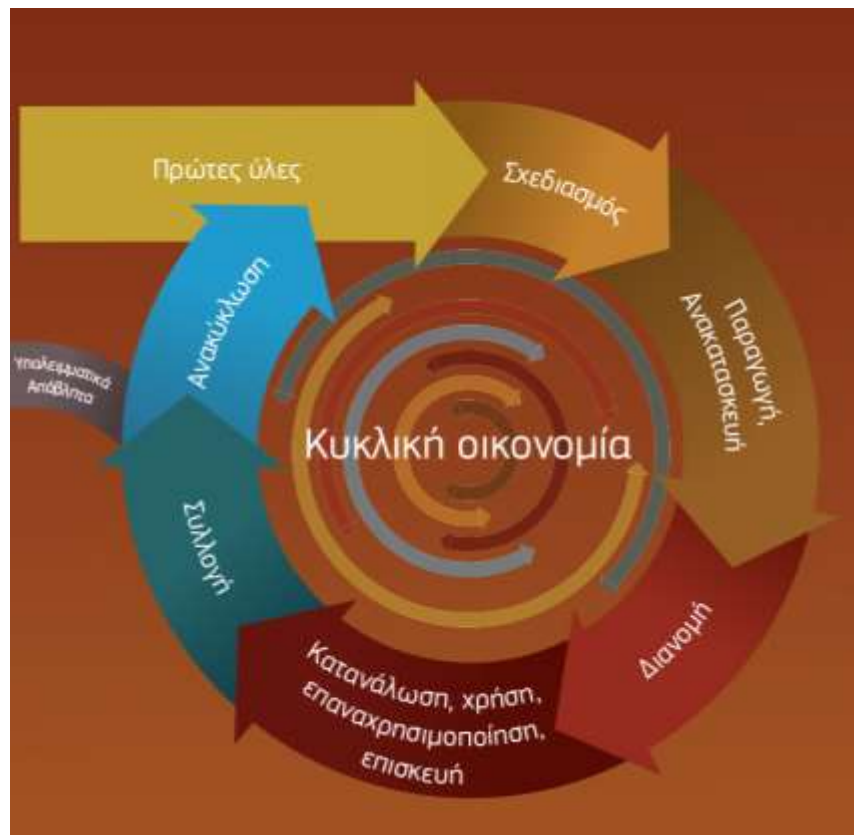 Πρώτες ύλες
Σχεδιασμός
Παραγωγή,
Ανακατασκευή
Διανομή
Κατανάλωση, χρήση,
επαναχρησιμοποίηση,
επισκευή
Συλλογή
Ανακύκλωση
Υπολειμματικά
Απόβλητα
Κυκλική οικονομία